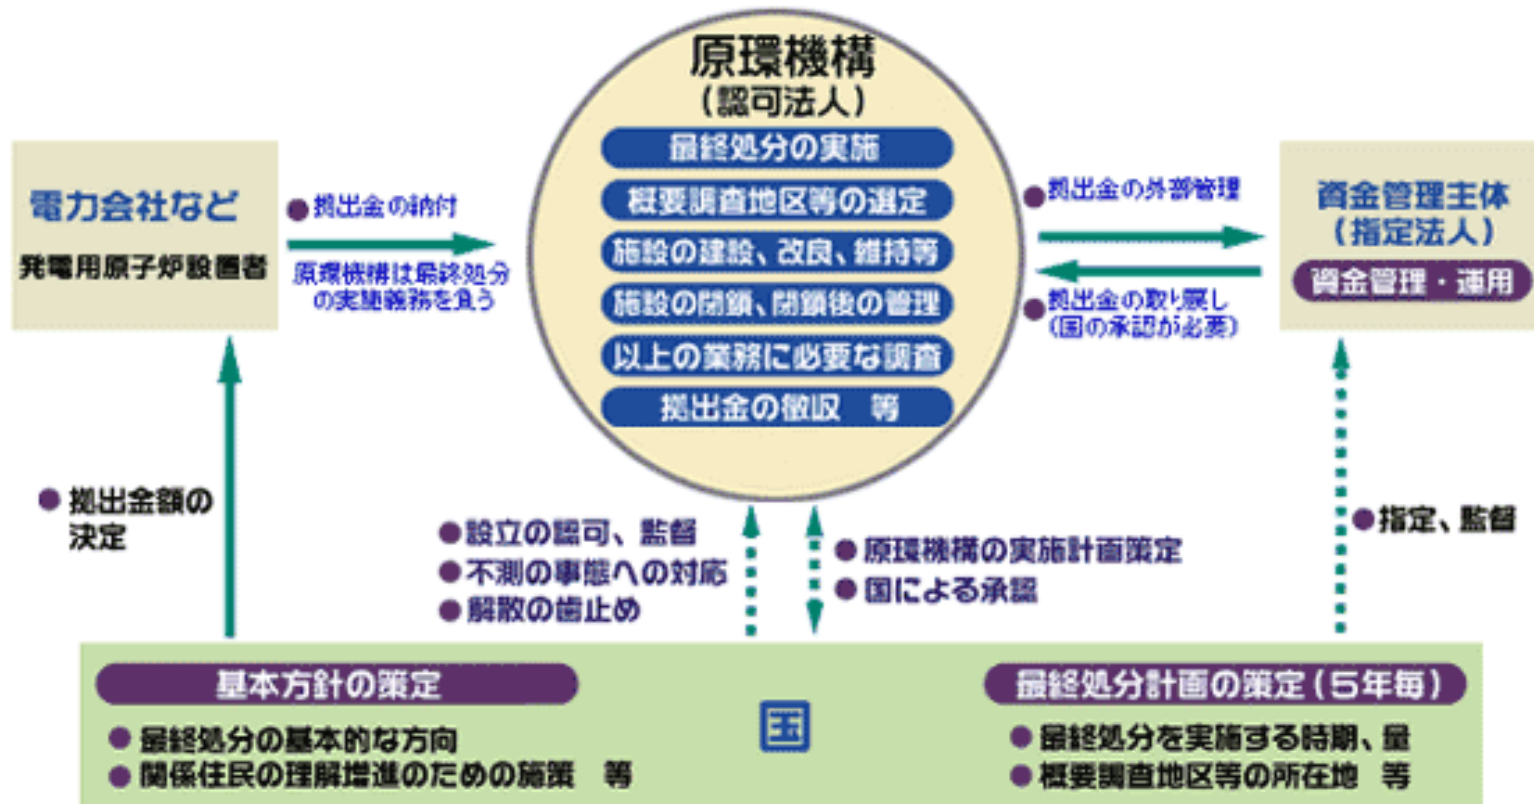 原環機構
（認可法人）
最終処分の実施
概要調査地区等の選定
施設の建設、改良、維持等
施設の閉鎖、閉鎖後の管理
以上の業務に必要な調査
拠出金の徴収　等
電力会社など
発電用原子炉設置者
●拠出金の納付
原環機構は最終処分
の実施義務を負う
●拠出金の外部管理
●拠出金の取り戻し
（国の承認が必要）
資金管理主体
（指定法人）
資金管理・運用
●拠出金額の
決定
●設立の認可、監督
●不測の事態への対応
●解散の歯止め
●原環機構の実施計画策定
●国による承認
●指定、監督
基本方針の策定
●最終処分の基本的な方向
●関係住民の理解増進のための施策　等
国
最終処分計画の策定（5年毎）
●最終処分を実施する時期、量
●概要調査地区等の所在地　等